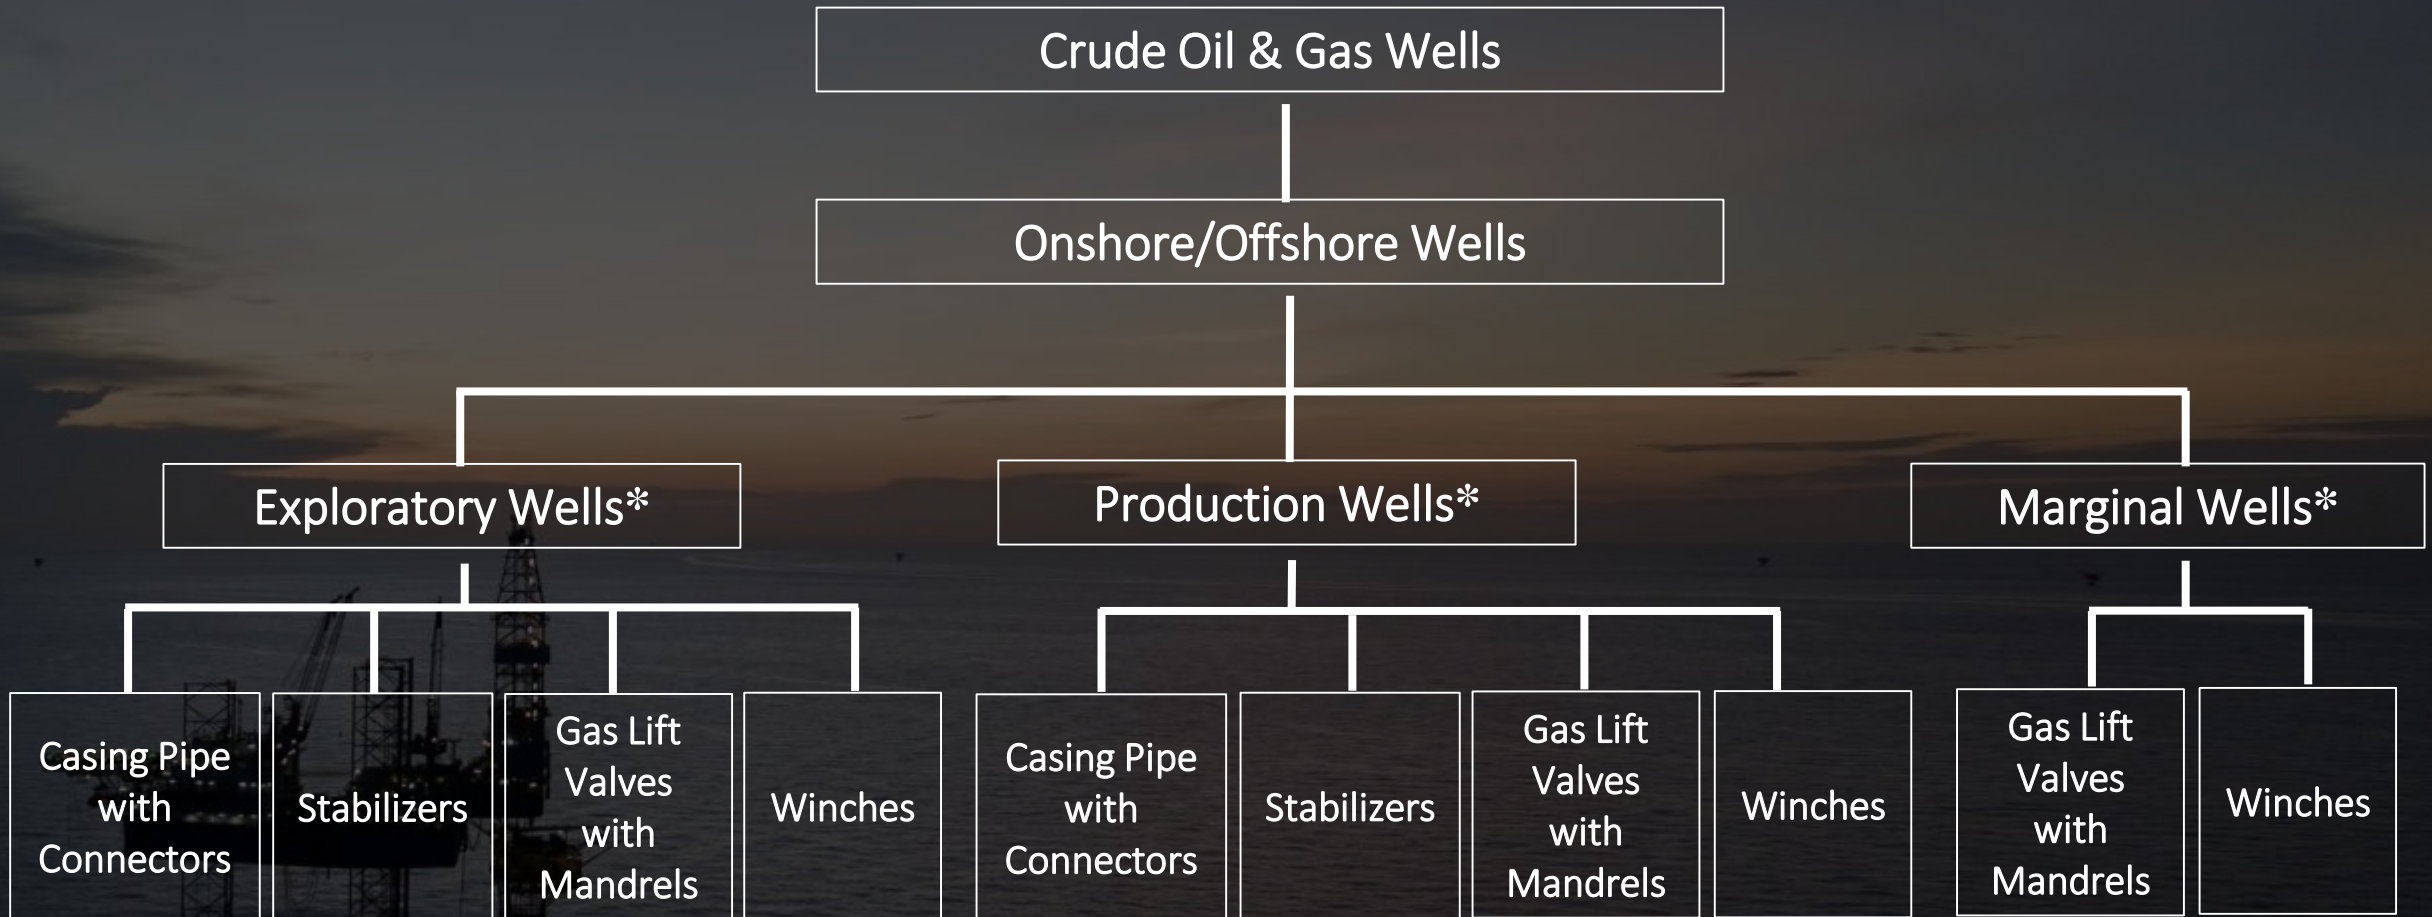 Crude Oil & Gas Wells
Onshore/Offshore Wells
Exploratory Wells*
Production Wells*
Marginal Wells*
Casing Pipe
with
Connectors
Stabilizers
Gas Lift
Valves
with
Mandrels
Winches
Casing Pipe
with
Connectors
Stabilizers
Gas Lift
Valves
with
Mandrels
Winches
Gas Lift
Valves
with
Mandrels
Winches